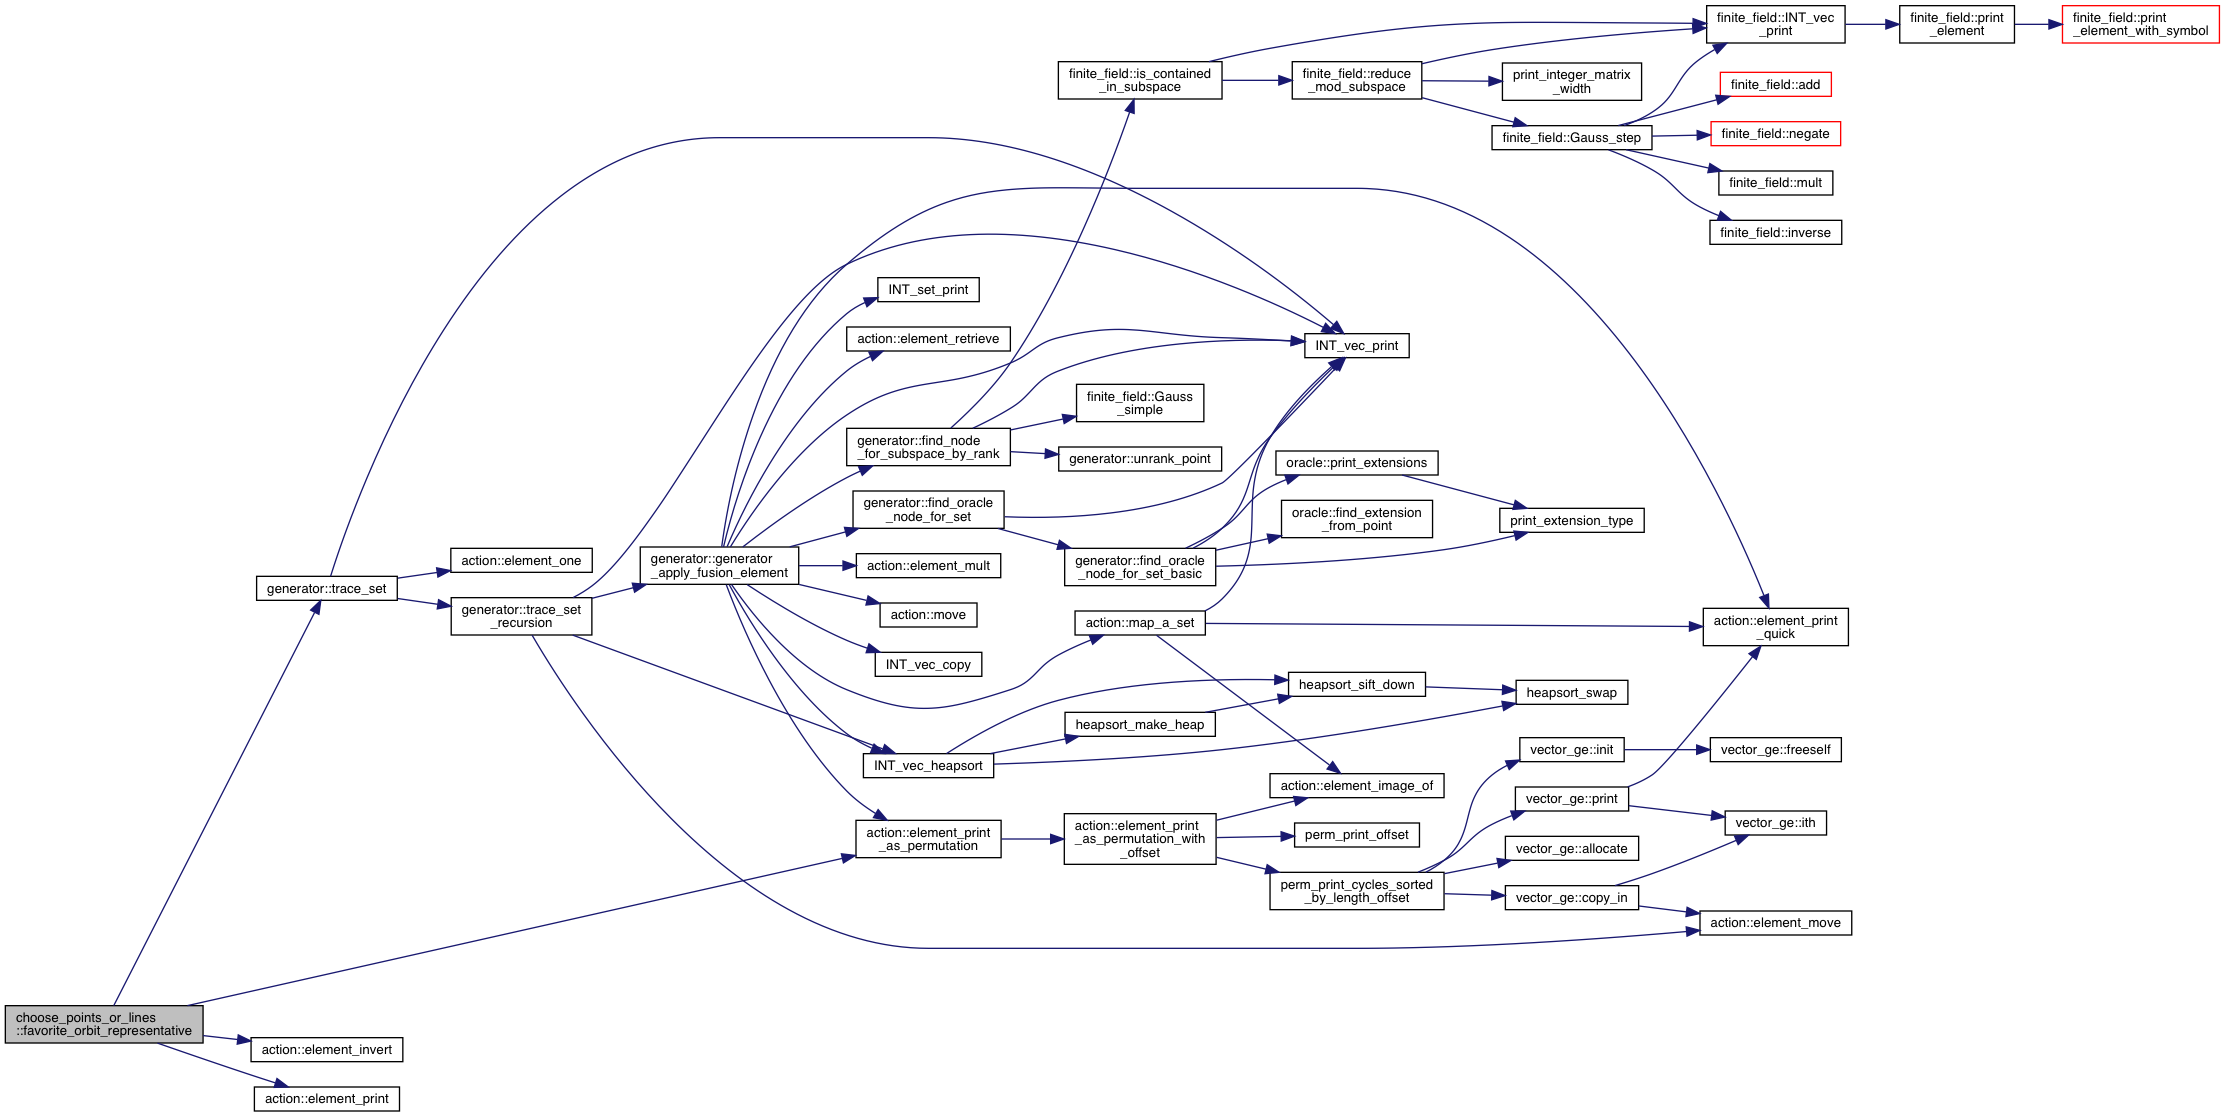 finite_field::INT_vec
_print
finite_field::print
_element
finite_field::print
_element_with_symbol
finite_field::is_contained
_in_subspace
finite_field::reduce
_mod_subspace
print_integer_matrix
_width
finite_field::add
finite_field::Gauss_step
finite_field::negate
finite_field::mult
finite_field::inverse
INT_set_print
action::element_retrieve
INT_vec_print
finite_field::Gauss
_simple
generator::find_node
_for_subspace_by_rank
generator::unrank_point
oracle::print_extensions
generator::find_oracle
_node_for_set
oracle::find_extension
_from_point
print_extension_type
action::element_one
generator::generator
_apply_fusion_element
action::element_mult
generator::find_oracle
_node_for_set_basic
generator::trace_set
generator::trace_set
_recursion
action::move
action::map_a_set
action::element_print
_quick
INT_vec_copy
heapsort_sift_down
heapsort_swap
heapsort_make_heap
INT_vec_heapsort
vector_ge::init
vector_ge::freeself
action::element_image_of
vector_ge::print
vector_ge::ith
action::element_print
_as_permutation
action::element_print
_as_permutation_with
_offset
perm_print_offset
vector_ge::allocate
perm_print_cycles_sorted
_by_length_offset
vector_ge::copy_in
action::element_move
choose_points_or_lines
::favorite_orbit_representative
action::element_invert
action::element_print